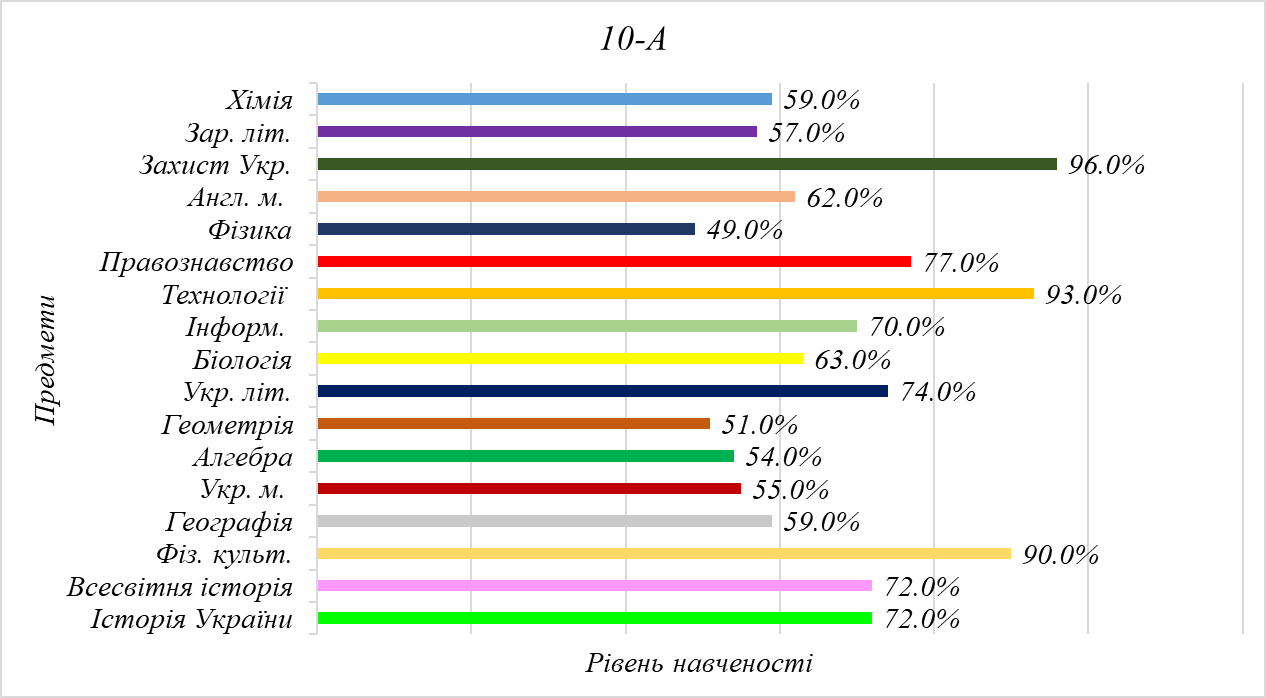 10-А
Хімія 59.0%
Зар. літ. 57.0%
Захист Укр. 96.0%
Англ. м. 62.0%
Фізика 49.0%
Правознавство 77.0%
Технології 93.0%
Інформ. 70.0%
Біологія 63.0%
Укр. літ. 74.0%
Геометрія 51.0%
Алгебра 54.0%
Укр. м. 55.0%
Географія 59.0%
Фіз. культ. 90.0%
Всесвітня історія 72.0%
Історія України 72.0%
Предмети
Рівень навченості